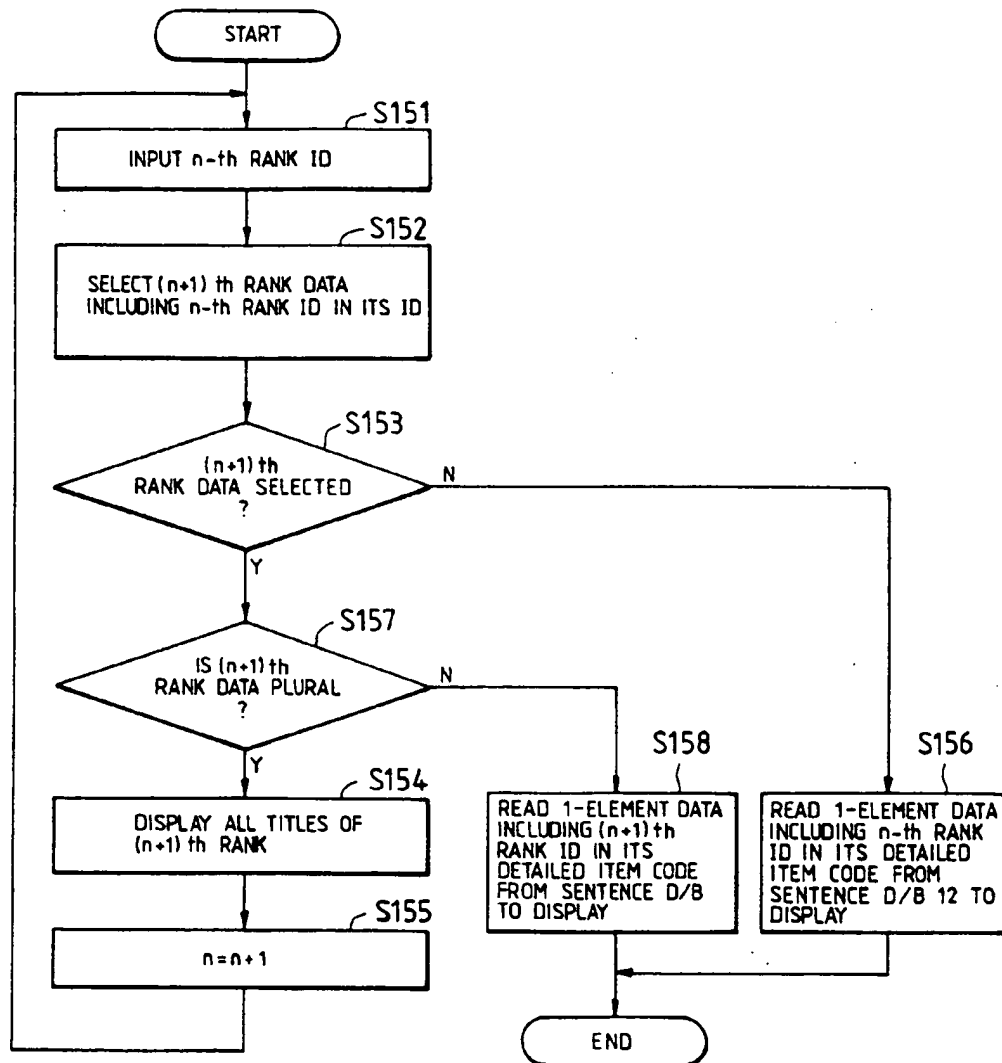 START
S151
INPUT n-th RANK ID
S152
SELECT (n+1) th RANK DATA
INCLUDING n-th RANK ID IN ITS ID
S153
(n+1) th
RANK DATA SELECTED
?
N
Y
S157
IS (n+1) th
RANK DATA PLURAL
?
N
Y
S154
DISPLAY ALL TITLES OF
(n+1) th RANK
S155
n=n+1
S158
READ 1-ELEMENT DATA
INCLUDING (n+1) th
RANK ID IN ITS
DETAILED ITEM CODE
FROM SENTENCE D/B
TO DISPLAY
S156
READ 1-ELEMENT DATA
INCLUDING n-th RANK
ID IN ITS DETAILED
ITEM CODE FROM
SENTENCE D/B 12 TO
DISPLAY
END